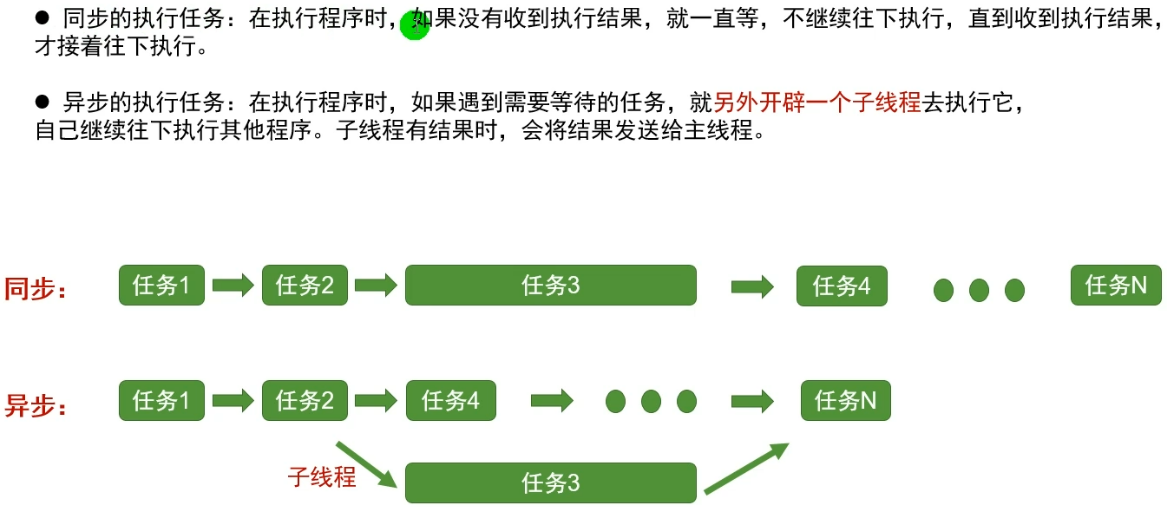 ● 同步的执行任务：在执行程序时，如果没有收到执行结果，就一直等，不继续往下执行，直到收到执行结果，
才接着往下执行。
● 异步的执行任务：在执行程序时，如果遇到需要等待的任务，就另外开辟一个子线程去执行它，
自己继续往下执行其他程序。子线程有结果时，会将结果发送给主线程。
同步： 任务1 任务2 任务3 任务4 任务N
异步： 任务1 任务2 任务4 任务N
子线程 任务3